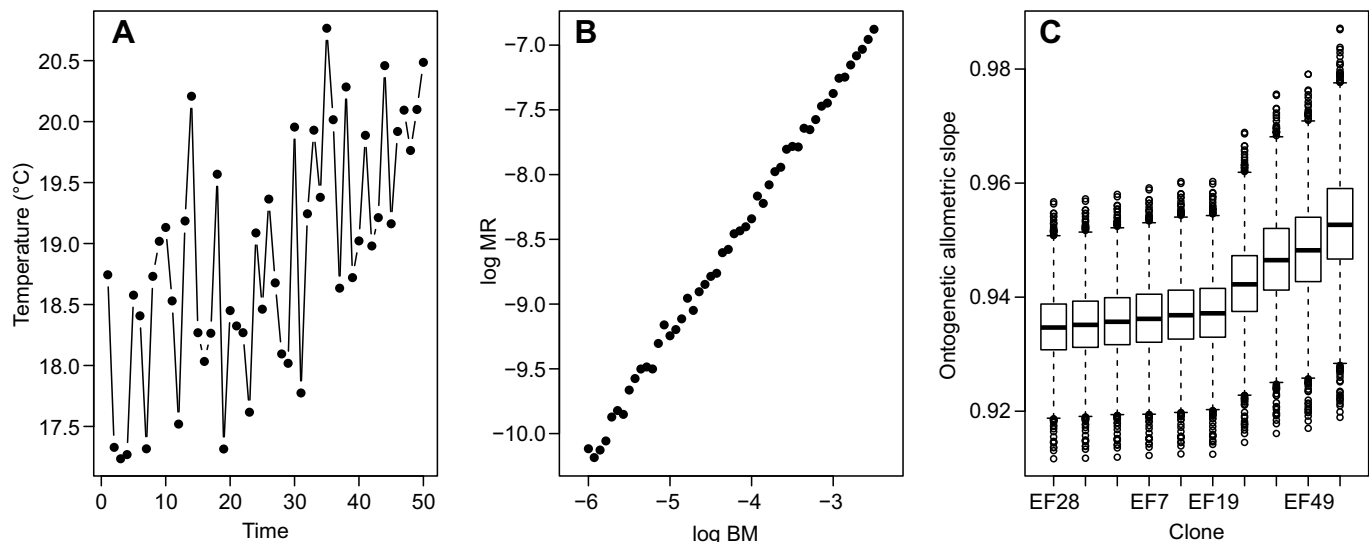 A
Temperature (°C)
20.5
20.0
19.5
19.0
18.5
18.0
17.5
0 10 20 30 40 50
Time
B
log MR
−7.0
−7.5
−8.0
−8.5
−9.0
−9.5
−10.0
−6 −5 −4 −3
log BM
C
Ontogenetic allometric slope
0.98
0.96
0.94
0.92
EF28 EF7 EF19 EF49
Clone